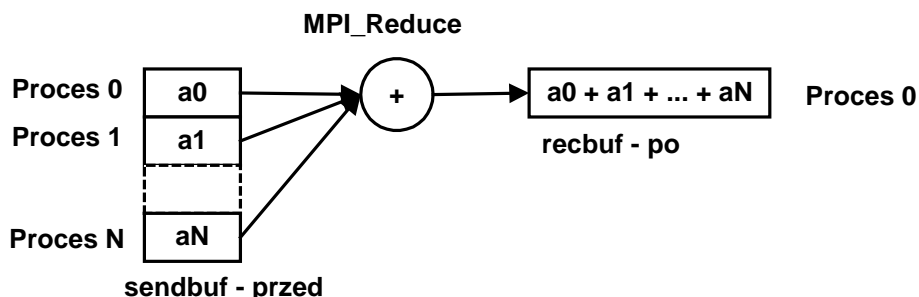 MPI_Reduce
Proces 0
a0
+
a0 + a1 + ... + aN
Proces 0
Proces 1
a1
recbuf - po
Proces N
aN
sendbuf - przed